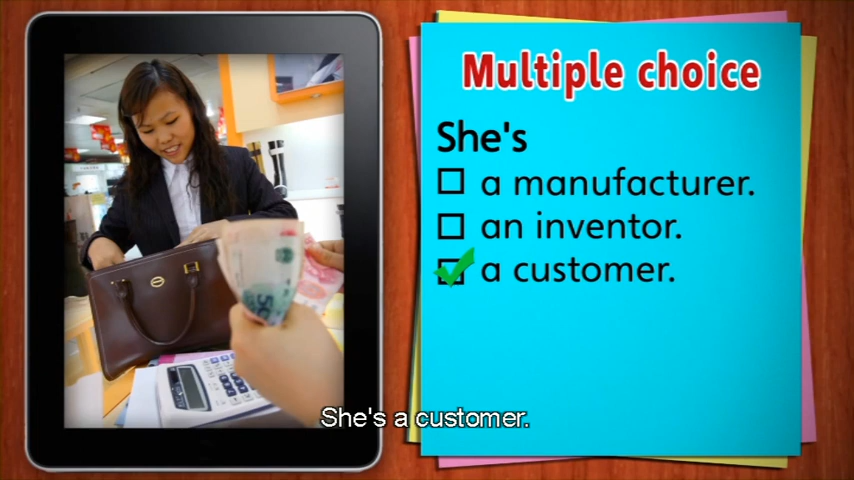 Multiple choice
She's
a manufacturer.
an inventor.
a customer.
She's a customer.